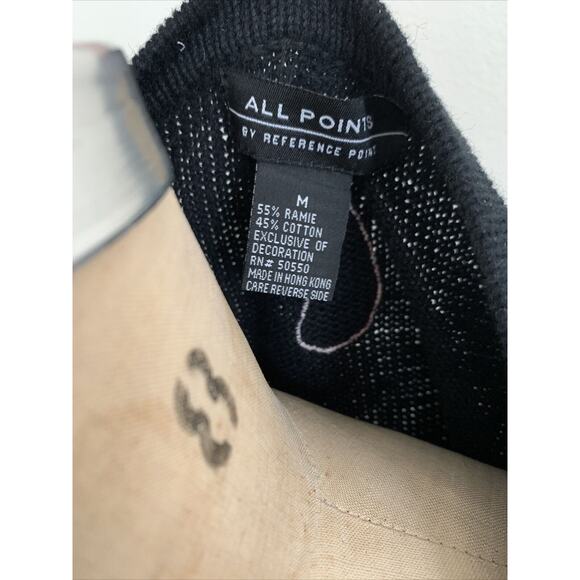 ALL POINTS
BY REFERENCE POINT
M
55% RAMIE
45% COTTON
EXCLUSIVE OF
DECORATION
RN# 50550
MADE IN HONG KONG
CARE REVERSE SIDE
8